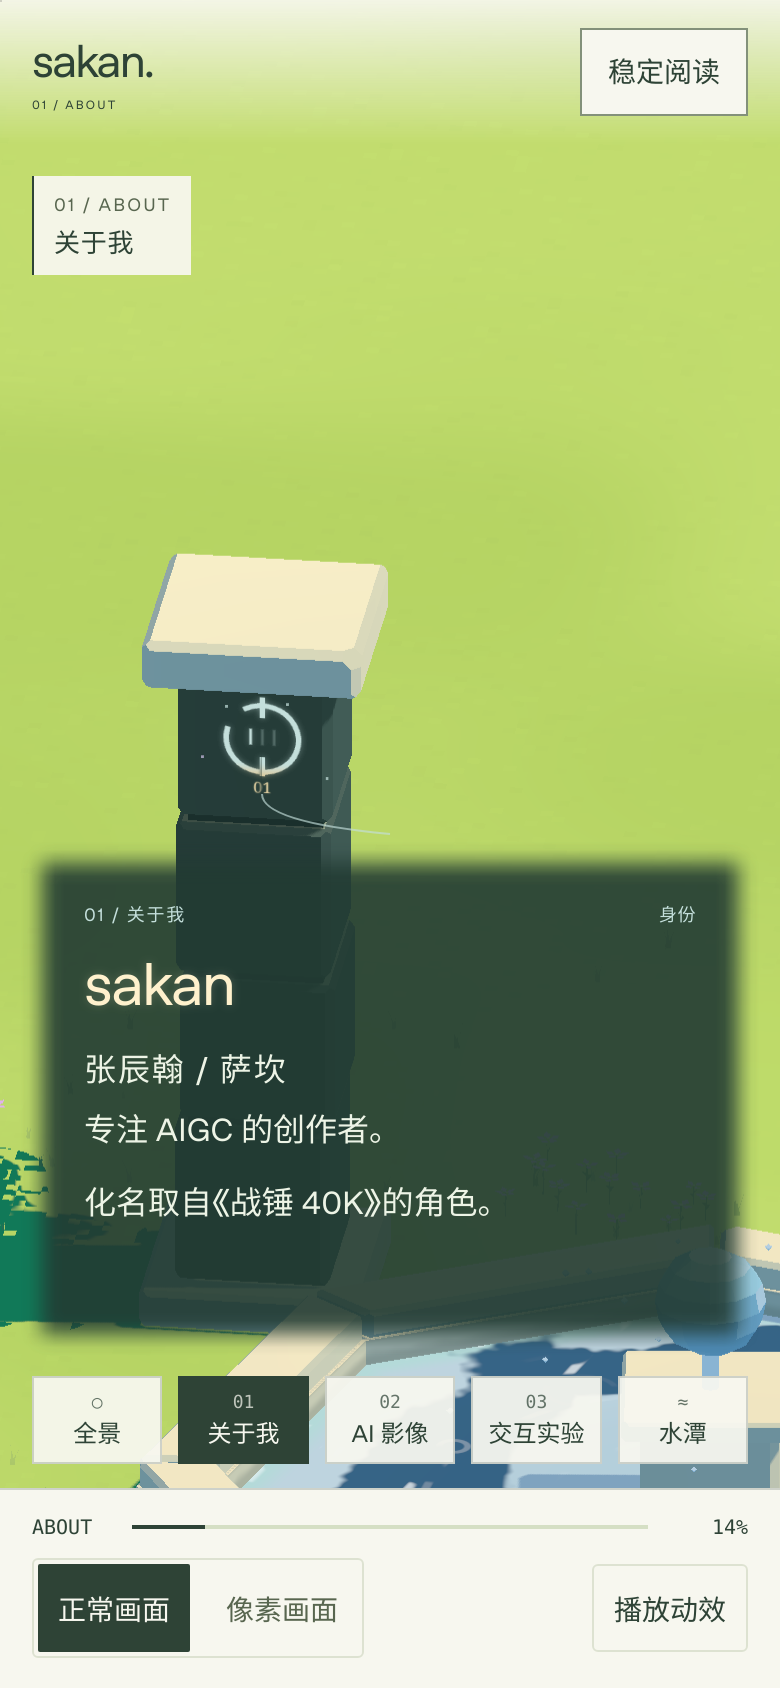 sakan.
稳定阅读
01 / ABOUT
01 / ABOUT
关于我
01
01 / 关于我
身份
sakan
张辰翰 / 萨坎
专注 AIGC 的创作者。
化名取自《战锤 40K》的角色。
○
全景
01
关于我
02
AI 影像
03
交互实验
≈
水潭
ABOUT
14%
正常画面
像素画面
播放动效